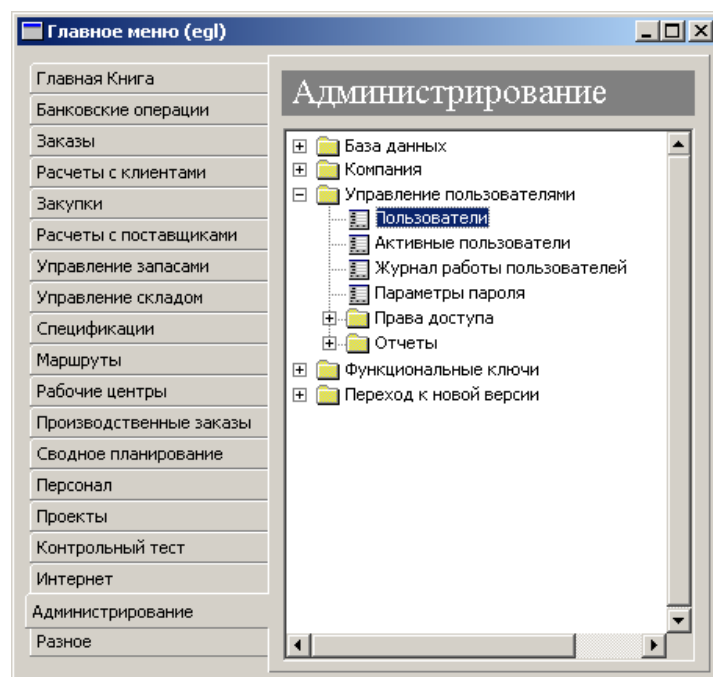 Главное меню (egl)
Главная Книга
Банковские операции
Заказы
Расчеты с клиентами
Закупки
Расчеты с поставщиками
Управление запасами
Управление складом
Спецификации
Маршруты
Рабочие центры
Производственные заказы
Сводное планирование
Персонал
Проекты
Контрольный тест
Интернет
Администрирование
Разное
Администрирование
База данных
Компания
Управление пользователями
Пользователи
Активные пользователи
Журнал работы пользователей
Параметры пароля
Права доступа
Отчеты
Функциональные ключи
Переход к новой версии